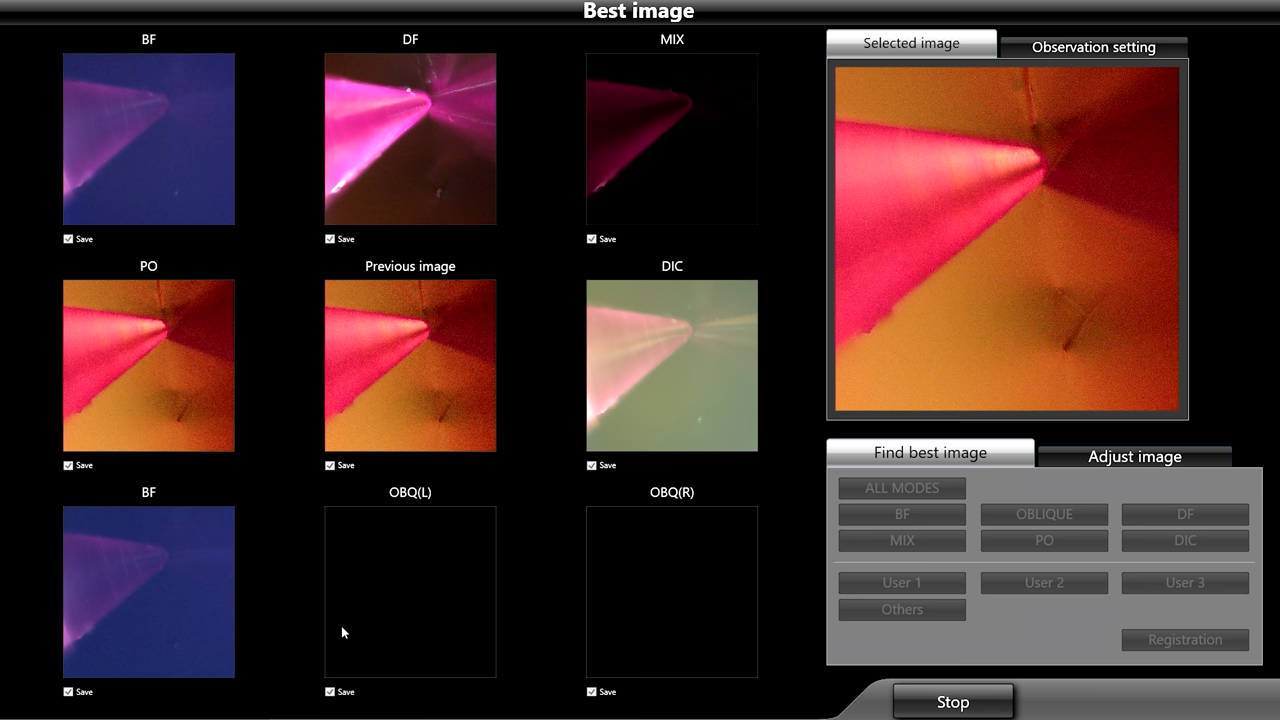 Best image
BF
DF
MIX
Save
Save
Save
PO
Previous image
DIC
Save
Save
Save
BF
OBQ(L)
OBQ(R)
Save
Save
Save
Selected image
Observation setting
Find best image
Adjust image
ALL MODES
BF
OBLIQUE
DF
MIX
PO
DIC
User 1
User 2
User 3
Others
Registration
Stop